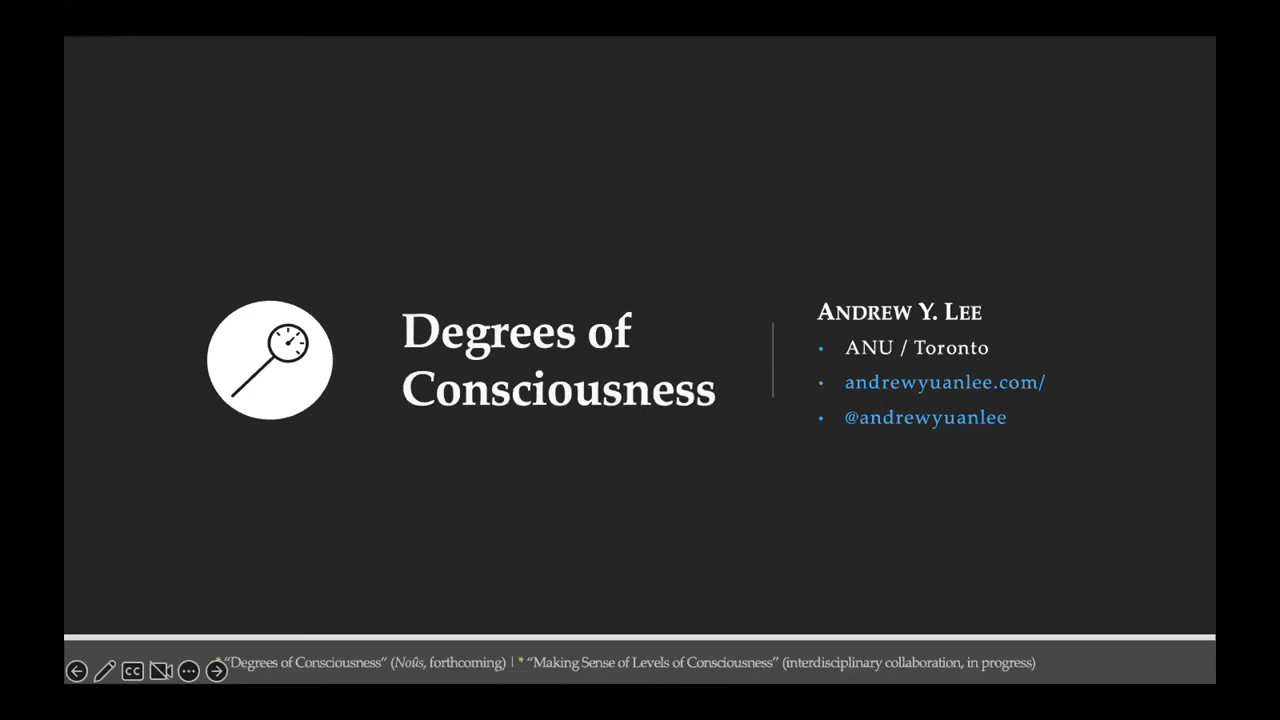 Degrees of
Consciousness
ANDREW Y. LEE
• ANU / Toronto
• andrewyuanlee.com/
• @andrewyuanlee
CC
* “Degrees of Consciousness” (Noûs, forthcoming) | * “Making Sense of Levels of Consciousness” (interdisciplinary collaboration, in progress)